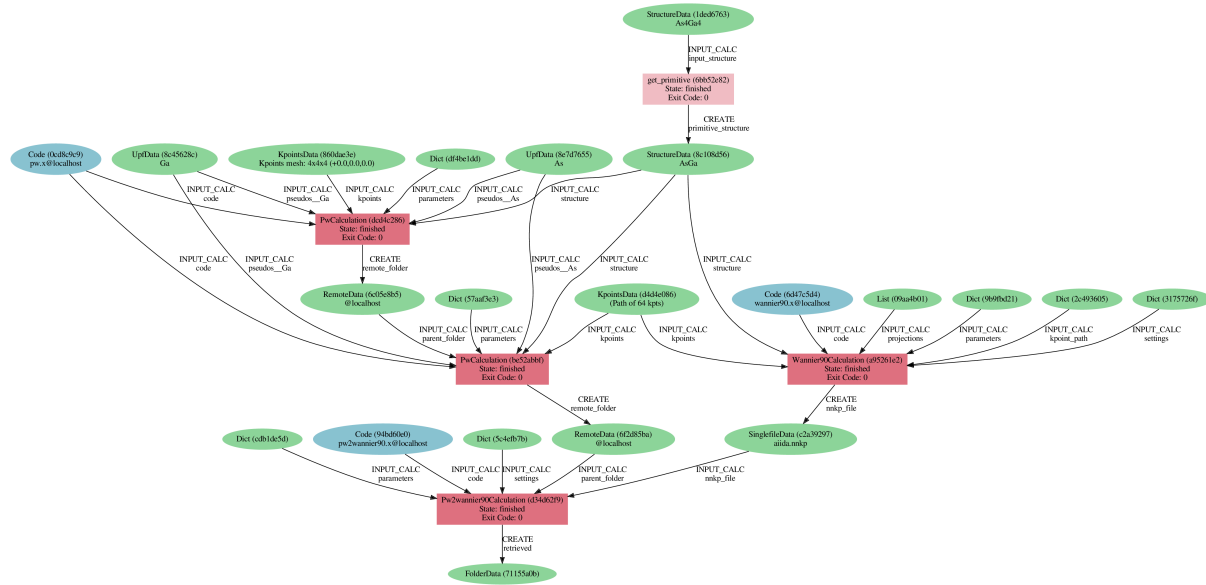 StructureData (1ded6763)
As4Ga4
INPUT_CALC
input_structure
get_primitive (6bb52e82)
State: finished
Exit Code: 0
CREATE
primitive_structure
Code (0cd8c9c9)
pw.x@localhost
UpfData (8c45628c)
Ga
KpointsData (860dae3e)
Kpoints mesh: 4x4x4 (+0.0,0.0,0.0)
Dict (df4be1dd)
UpfData (8e7d7655)
As
StructureData (8c108d56)
AsGa
INPUT_CALC
code
INPUT_CALC
pseudos__Ga
INPUT_CALC
kpoints
INPUT_CALC
parameters
INPUT_CALC
pseudos__As
INPUT_CALC
structure
PwCalculation (dcd4c286)
State: finished
Exit Code: 0
INPUT_CALC
code
INPUT_CALC
pseudos__Ga
CREATE
remote_folder
INPUT_CALC
pseudos__As
INPUT_CALC
structure
INPUT_CALC
structure
RemoteData (6c05e8b5)
@localhost
Dict (57aaf3e3)
KpointsData (d4d4e086)
(Path of 64 kpts)
Code (6d47c5d4)
wannier90.x@localhost
List (09aa4b01)
Dict (9b9fbd21)
Dict (2c493605)
Dict (3175726f)
INPUT_CALC
parent_folder
INPUT_CALC
parameters
INPUT_CALC
kpoints
INPUT_CALC
kpoints
INPUT_CALC
code
INPUT_CALC
projections
INPUT_CALC
parameters
INPUT_CALC
kpoint_path
INPUT_CALC
settings
PwCalculation (be52abbf)
State: finished
Exit Code: 0
Wannier90Calculation (a95261e2)
State: finished
Exit Code: 0
CREATE
remote_folder
CREATE
nnkp_file
Dict (cdb1de5d)
Code (94bd60e0)
pw2wannier90.x@localhost
Dict (5c4efb7b)
RemoteData (6f2d85ba)
@localhost
SinglefileData (c2a39297)
aiida.nnkp
INPUT_CALC
parameters
INPUT_CALC
code
INPUT_CALC
settings
INPUT_CALC
parent_folder
INPUT_CALC
nnkp_file
Pw2wannier90Calculation (d34d62f9)
State: finished
Exit Code: 0
CREATE
retrieved
FolderData (71155a0b)